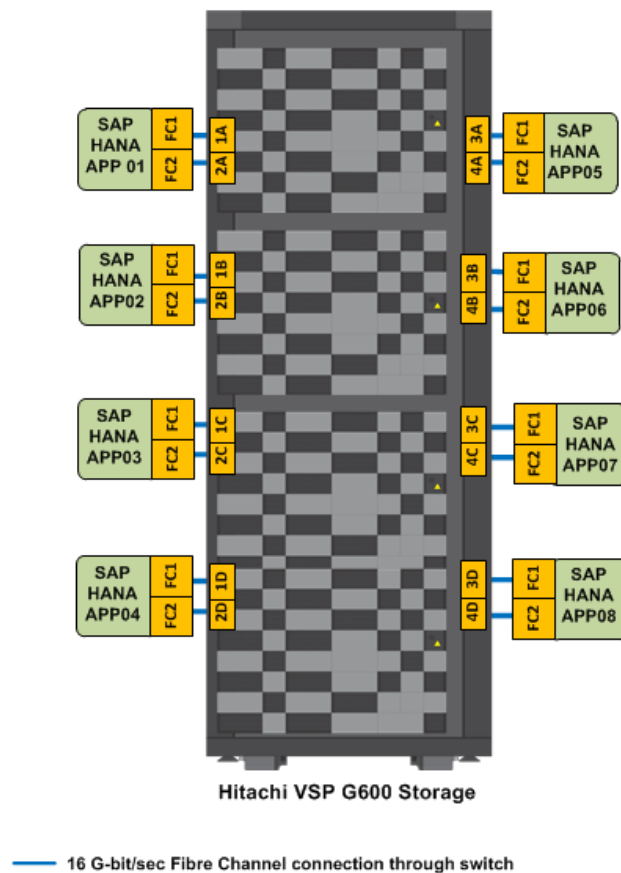 SAP
HANA
APP 01
FC1
FC2
1A
2A
3A
4A
FC1
FC2
SAP
HANA
APP05
SAP
HANA
APP02
FC1
FC2
1B
2B
3B
4B
FC1
FC2
SAP
HANA
APP06
SAP
HANA
APP03
FC1
FC2
1C
2C
3C
4C
FC1
FC2
SAP
HANA
APP07
SAP
HANA
APP04
FC1
FC2
1D
2D
3D
4D
FC1
FC2
SAP
HANA
APP08
Hitachi VSP G600 Storage
16 G-bit/sec Fibre Channel connection through switch